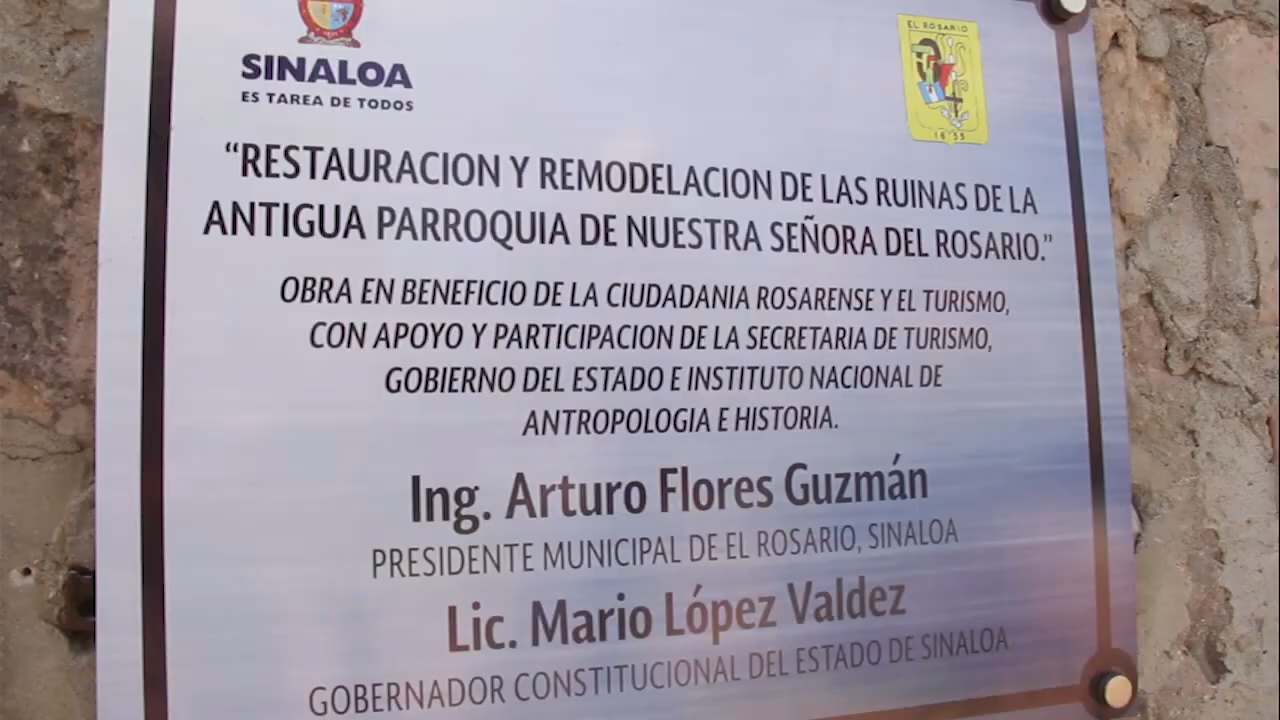 SINALOA
ES TAREA DE TODOS
EL ROSARIO
1655
“RESTAURACION Y REMODELACION DE LAS RUINAS DE LA
ANTIGUA PARROQUIA DE NUESTRA SEÑORA DEL ROSARIO.”
OBRA EN BENEFICIO DE LA CIUDADANIA ROSARENSE Y EL TURISMO,
CON APOYO Y PARTICIPACION DE LA SECRETARIA DE TURISMO,
GOBIERNO DEL ESTADO E INSTITUTO NACIONAL DE
ANTROPOLOGIA E HISTORIA.
Ing. Arturo Flores Guzmán
PRESIDENTE MUNICIPAL DE EL ROSARIO, SINALOA
Lic. Mario López Valdez
GOBERNADOR CONSTITUCIONAL DEL ESTADO DE SINALOA